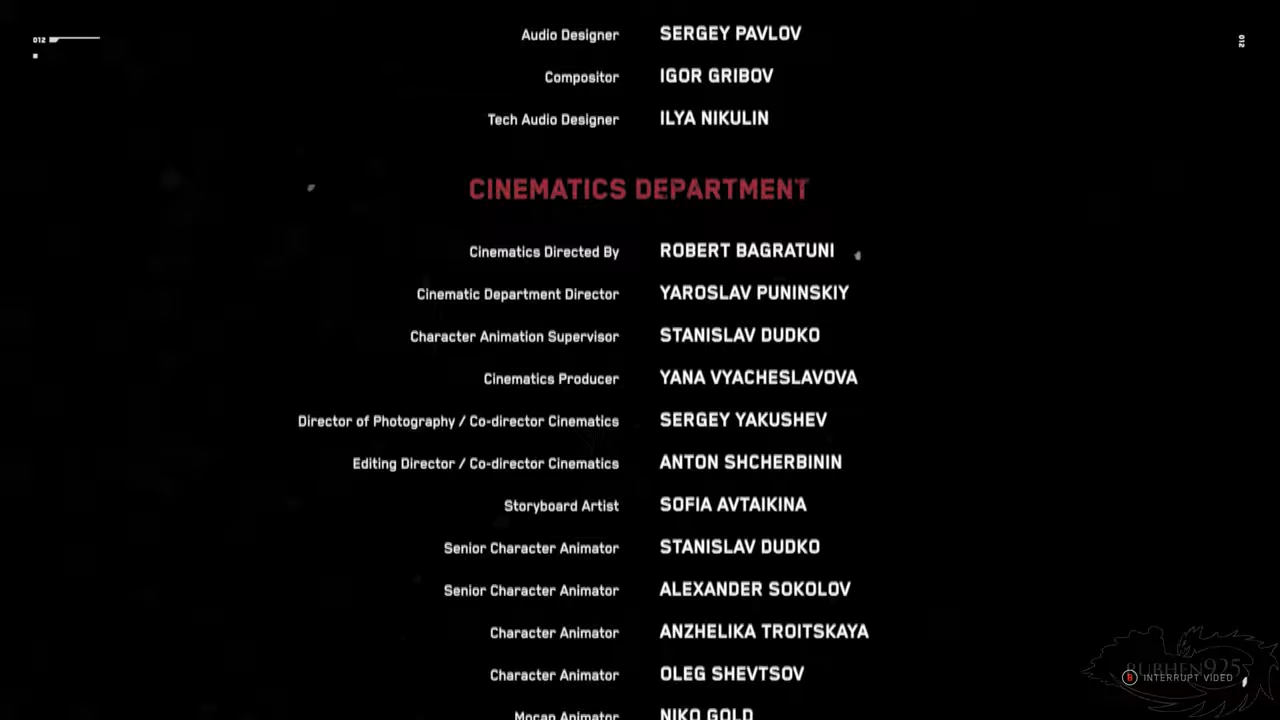 Audio Designer SERGEY PAVLOV
012
012
Compositor IGOR GRIBOV
Tech Audio Designer ILYA NIKULIN
CINEMATICS DEPARTMENT
Cinematics Directed By ROBERT BAGRATUNI
Cinematic Department Director YAROSLAV PUNINSKIY
Character Animation Supervisor STANISLAV DUDKO
Cinematics Producer YANA VYACHESLAVOVA
Director of Photography / Co-director Cinematics SERGEY YAKUSHEV
Editing Director / Co-director Cinematics ANTON SHCHERBININ
Storyboard Artist SOFIA AVTAIKINA
Senior Character Animator STANISLAV DUDKO
Senior Character Animator ALEXANDER SOKOLOV
Character Animator ANZHELIKA TROITSKAYA
Character Animator OLEG SHEVTSOV
BUBHEN925
B INTERRUPT VIDEO
Mocap Animator NIKO GOLD